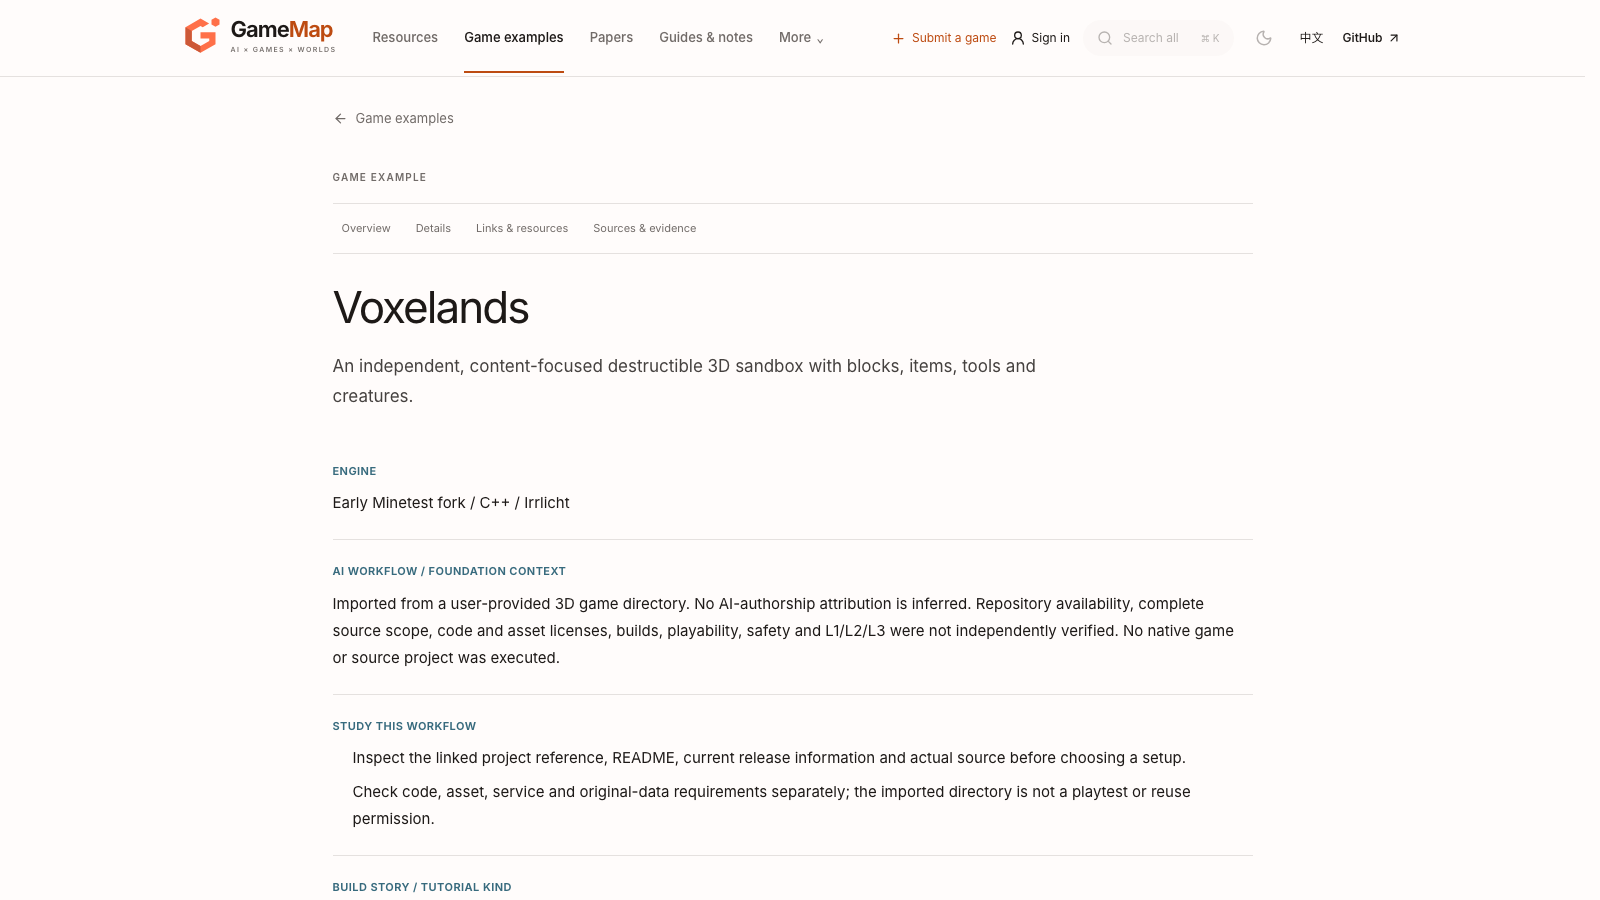 GameMap
AI × GAMES × WORLDS
Resources
Game examples
Papers
Guides & notes
More
Submit a game
Sign in
Search all
⌘ K
中文
GitHub
Game examples
GAME EXAMPLE
Overview
Details
Links & resources
Sources & evidence
Voxelands
An independent, content-focused destructible 3D sandbox with blocks, items, tools and
creatures.
ENGINE
Early Minetest fork / C++ / Irrlicht
AI WORKFLOW / FOUNDATION CONTEXT
Imported from a user-provided 3D game directory. No AI-authorship attribution is inferred. Repository availability, complete
source scope, code and asset licenses, builds, playability, safety and L1/L2/L3 were not independently verified. No native game
or source project was executed.
STUDY THIS WORKFLOW
Inspect the linked project reference, README, current release information and actual source before choosing a setup.
Check code, asset, service and original-data requirements separately; the imported directory is not a playtest or reuse
permission.
BUILD STORY / TUTORIAL KIND